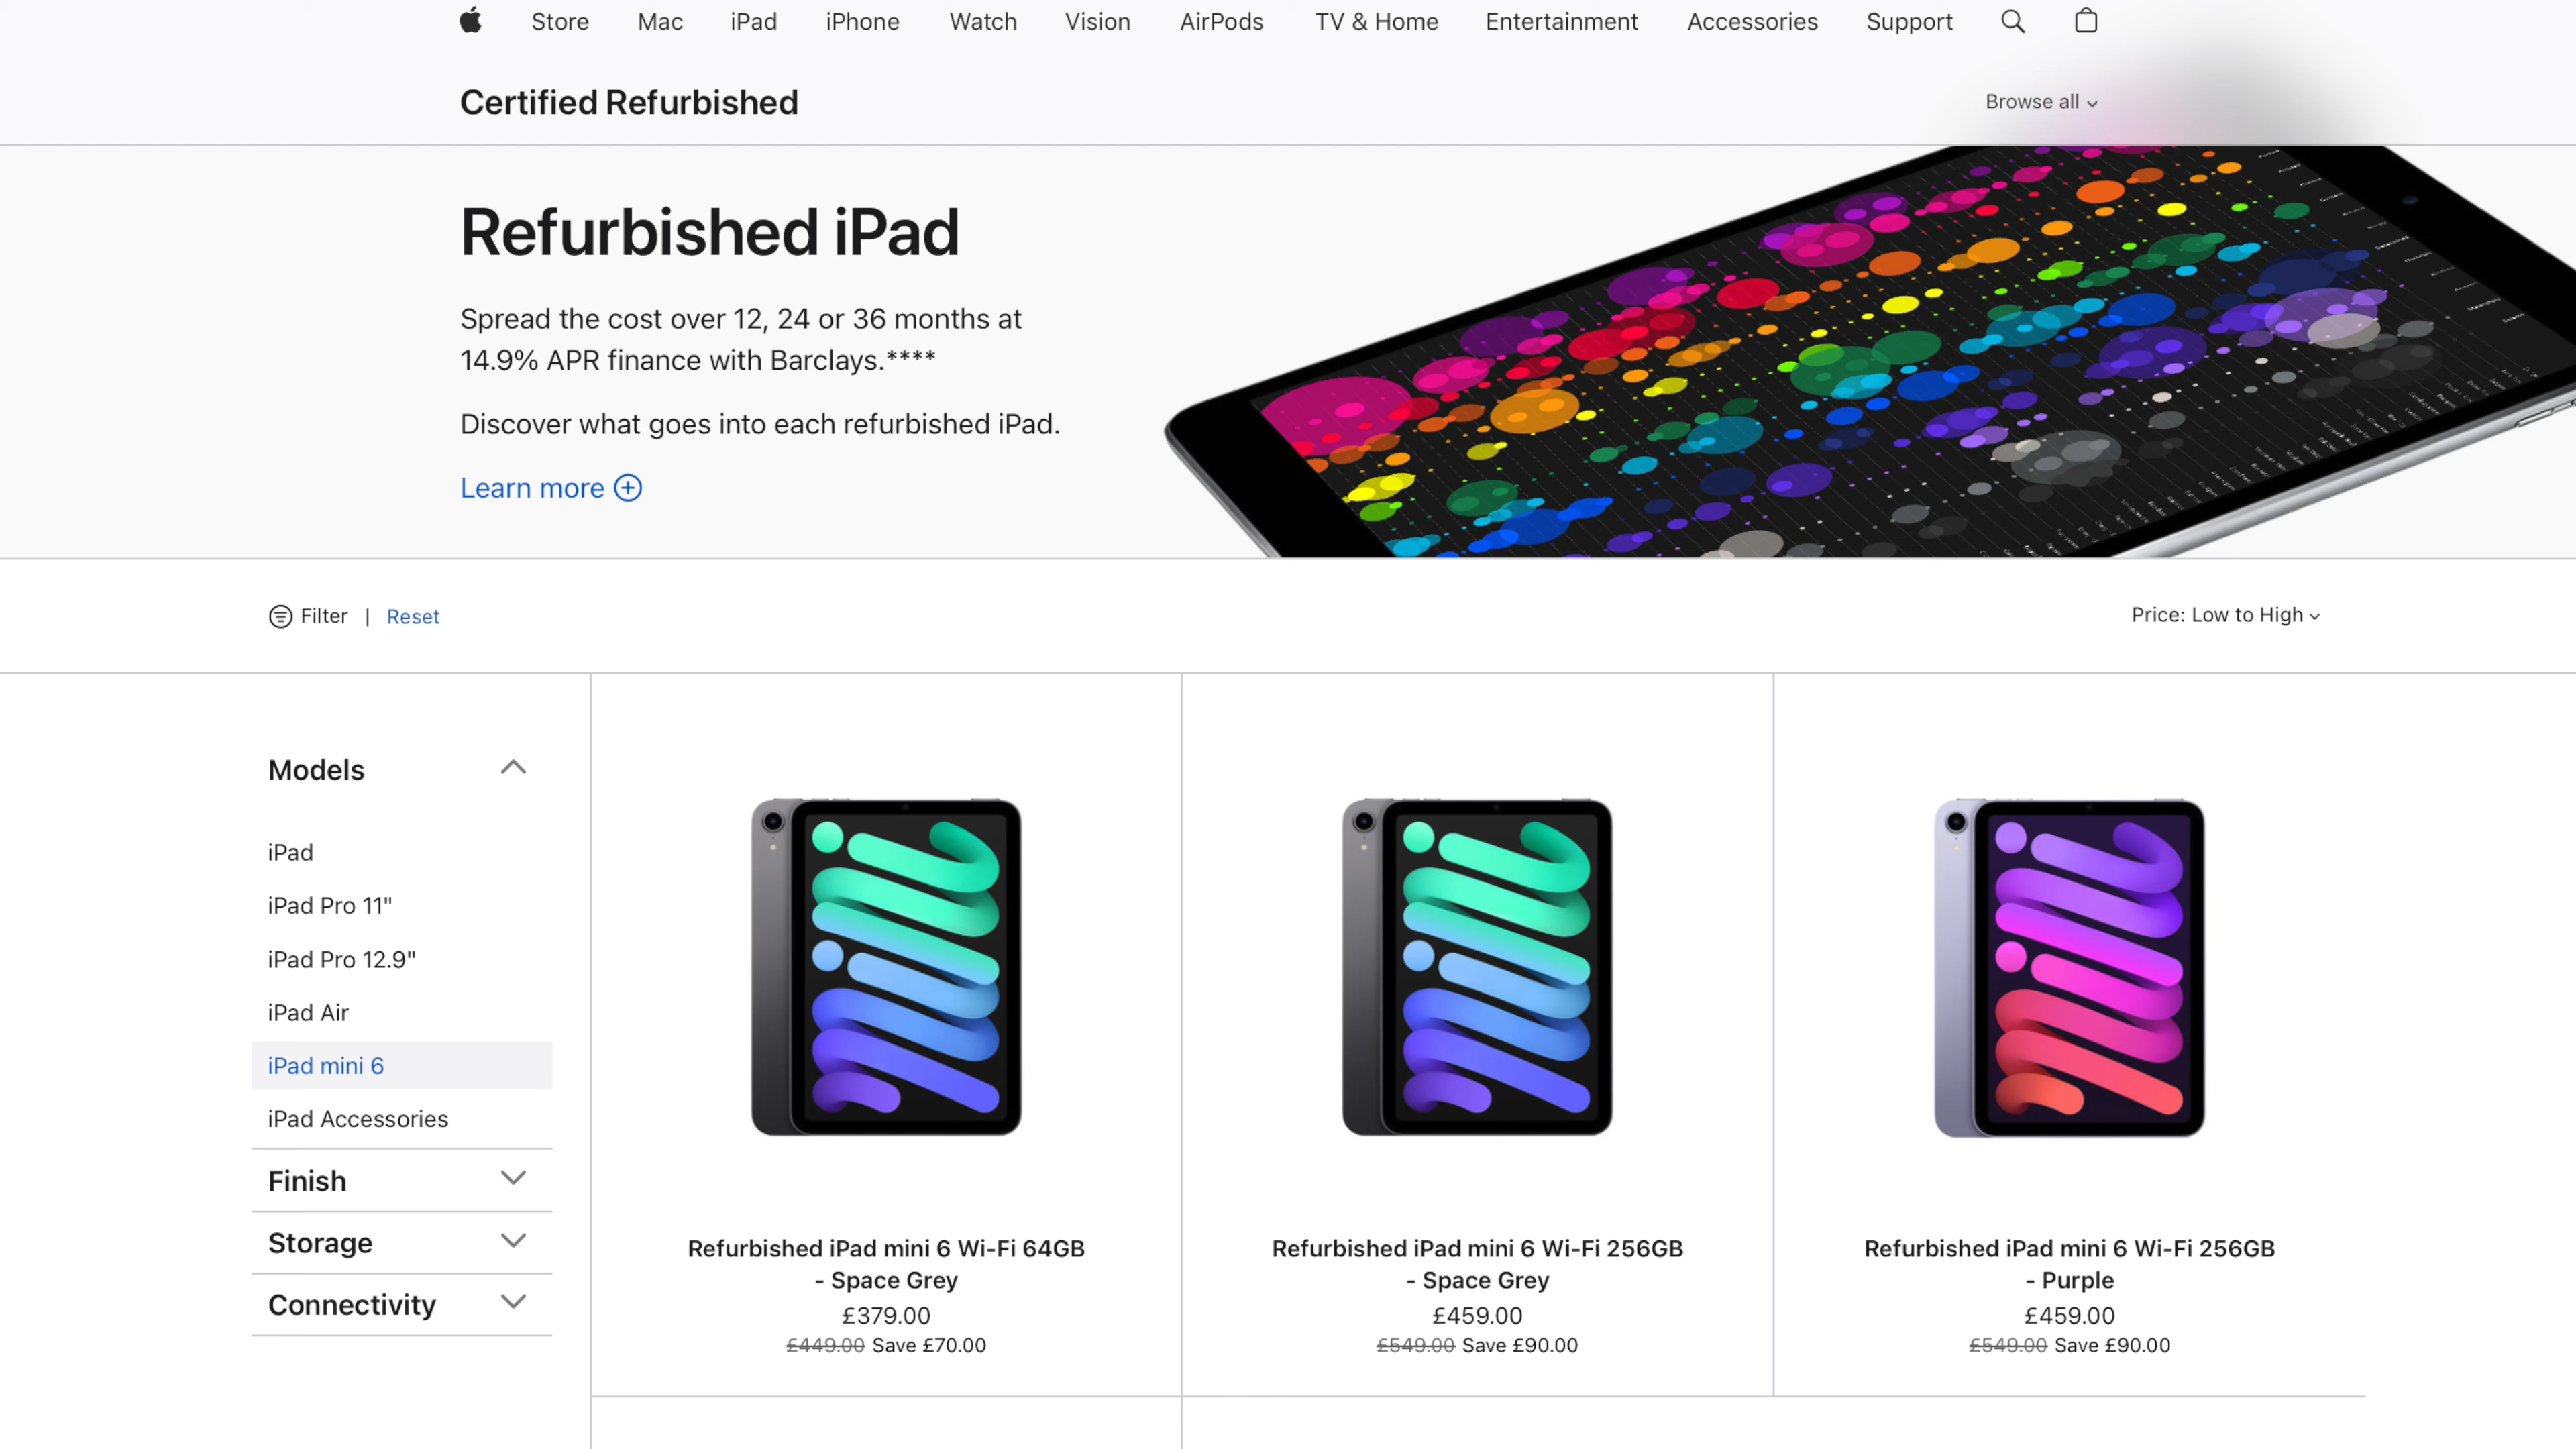 Store Mac iPad iPhone Watch Vision AirPods TV & Home Entertainment Accessories Support
Certified Refurbished
Browse all
Refurbished iPad
Spread the cost over 12, 24 or 36 months at
14.9% APR finance with Barclays.****
Discover what goes into each refurbished iPad.
Learn more
Filter | Reset
Price: Low to High
Models
iPad
iPad Pro 11"
iPad Pro 12.9"
iPad Air
iPad mini 6
iPad Accessories
Finish
Storage
Connectivity
Refurbished iPad mini 6 Wi-Fi 64GB
- Space Grey
£379.00
£449.00 Save £70.00
Refurbished iPad mini 6 Wi-Fi 256GB
- Space Grey
£459.00
£549.00 Save £90.00
Refurbished iPad mini 6 Wi-Fi 256GB
- Purple
£459.00
£549.00 Save £90.00